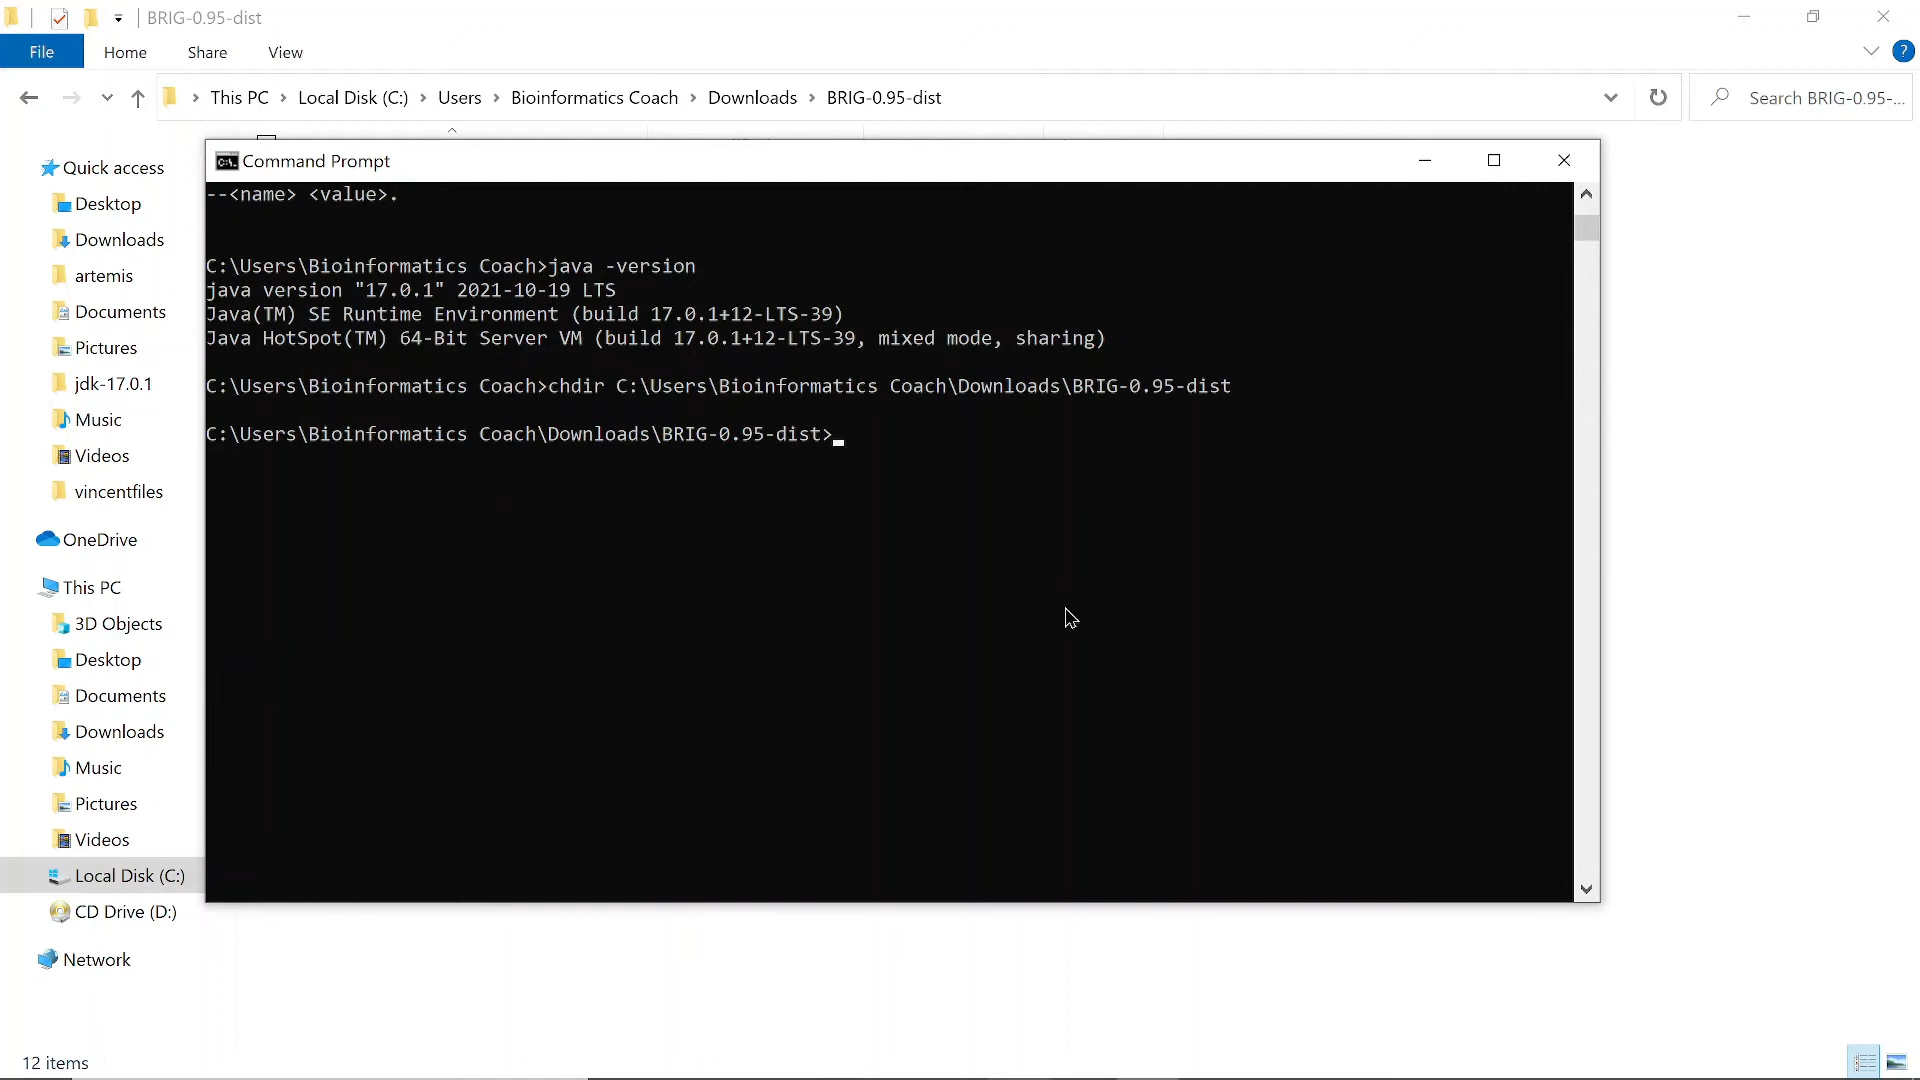 BRIG-0.95-dist
File Home Share View
This PC > Local Disk (C:) > Users > Bioinformatics Coach > Downloads > BRIG-0.95-dist
Search BRIG-0.95-...
Quick access
Desktop
Downloads
artemis
Documents
Pictures
jdk-17.0.1
Music
Videos
vincentfiles
OneDrive
This PC
3D Objects
Desktop
Documents
Downloads
Music
Pictures
Videos
Local Disk (C:)
CD Drive (D:)
Network
12 items
Command Prompt
--<name> <value>.
C:\Users\Bioinformatics Coach>java -version
java version "17.0.1" 2021-10-19 LTS
Java(TM) SE Runtime Environment (build 17.0.1+12-LTS-39)
Java HotSpot(TM) 64-Bit Server VM (build 17.0.1+12-LTS-39, mixed mode, sharing)
C:\Users\Bioinformatics Coach>chdir C:\Users\Bioinformatics Coach\Downloads\BRIG-0.95-dist
C:\Users\Bioinformatics Coach\Downloads\BRIG-0.95-dist>